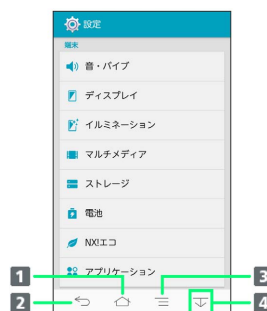 設定
端末
音・バイブ
ディスプレイ
イルミネーション
マルチメディア
ストレージ
電池
NX!エコ
アプリケーション
1
3
2
4